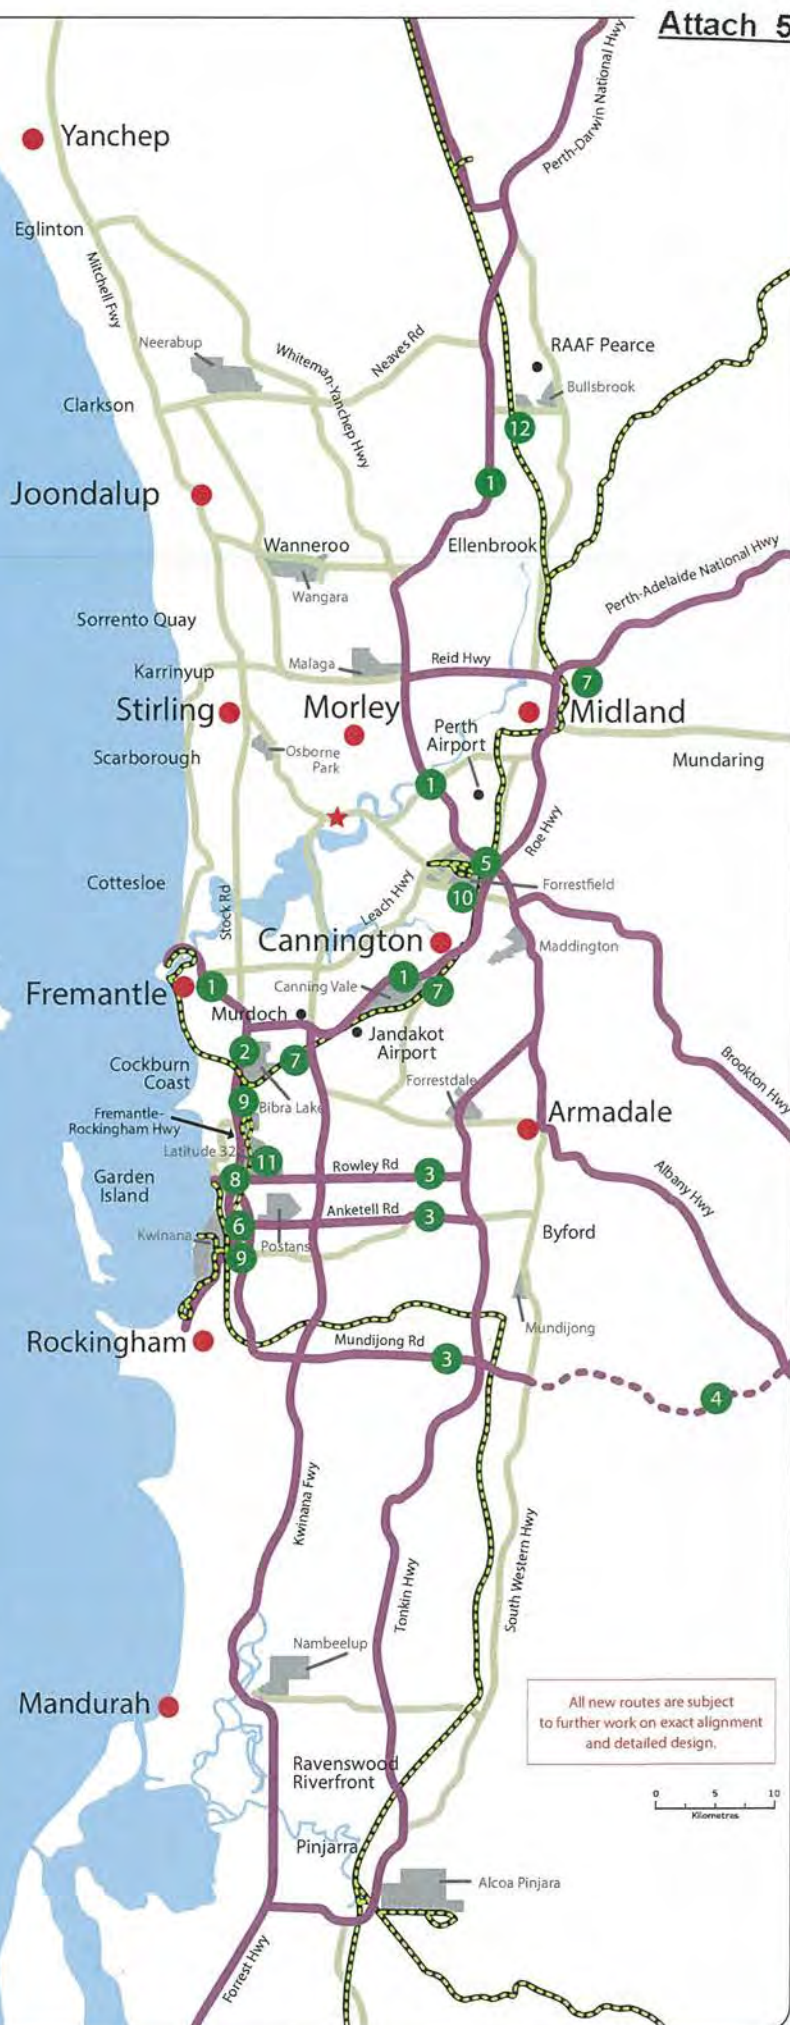 Attach 5
Perth-Darwin National Hwy
Yanchep
Eglinton
Mitchell Fwy
Neerabup
Whiteman-Yanchep Hwy
Neaves Rd
RAAF Pearce
Bullsbrook
Clarkson
12
1
Joondalup
Wanneroo
Ellenbrook
Wangara
Perth-Adelaide National Hwy
Sorrento Quay
Karrinyup
Malaga
Reid Hwy
7
Stirling
Morley
Midland
Perth
Airport
Osborne
Park
Scarborough
Mundaring
1
Roe Hwy
5
Cottesloe
Stock Rd
Leach Hwy
10
Forrestfield
Cannington
Maddington
Fremantle
1
Canning Vale
1
7
Murdoch
Jandakot
Airport
2
7
Cockburn
Coast
Forrestdale
Brookton Hwy
9
Bibra Lake
Fremantle-
Rockingham Hwy
Armadale
Latitude 32
11
Garden
Island
8
Rowley Rd
3
Albany Hwy
Anketell Rd
3
6
Kwinana
Postans
Byford
9
Mundijong
Rockingham
Mundijong Rd
3
4
Kwinana Fwy
Tonkin Hwy
South Western Hwy
Nambeelup
Mandurah
All new routes are subject
to further work on exact alignment
and detailed design.
Ravenswood
Riverfront
0 5 10
Kilometres
Pinjarra
Alcoa Pinjara
Forrest Hwy